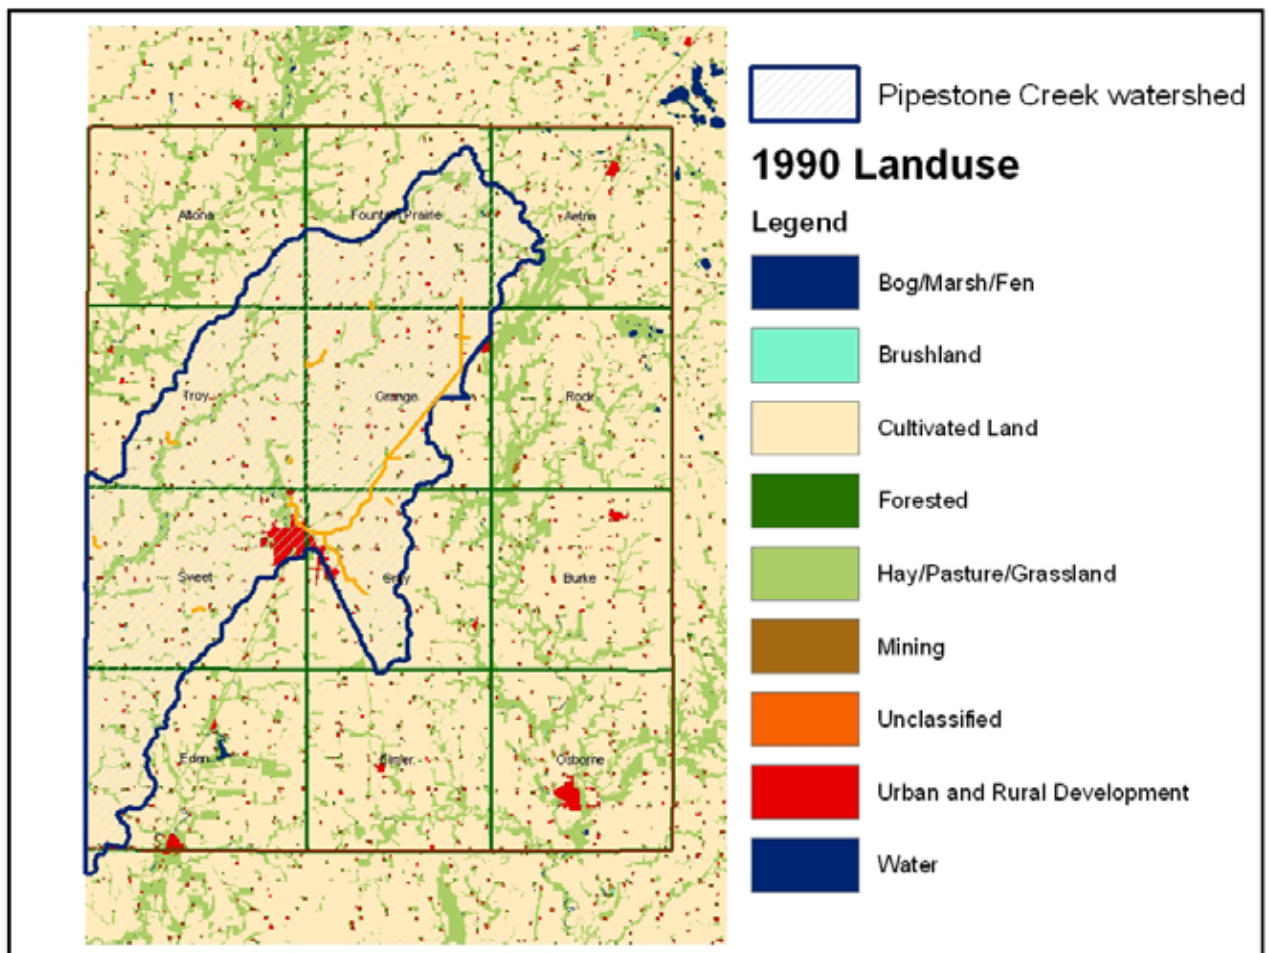 Pipestone Creek watershed
1990 Landuse
Legend
Bog/Marsh/Fen
Brushland
Cultivated Land
Forested
Hay/Pasture/Grassland
Mining
Unclassified
Urban and Rural Development
Water
Altona
Fountain Prairie
Aetna
Troy
Grange
Rock
Sweet
Gray
Burke
Eden
Osborne